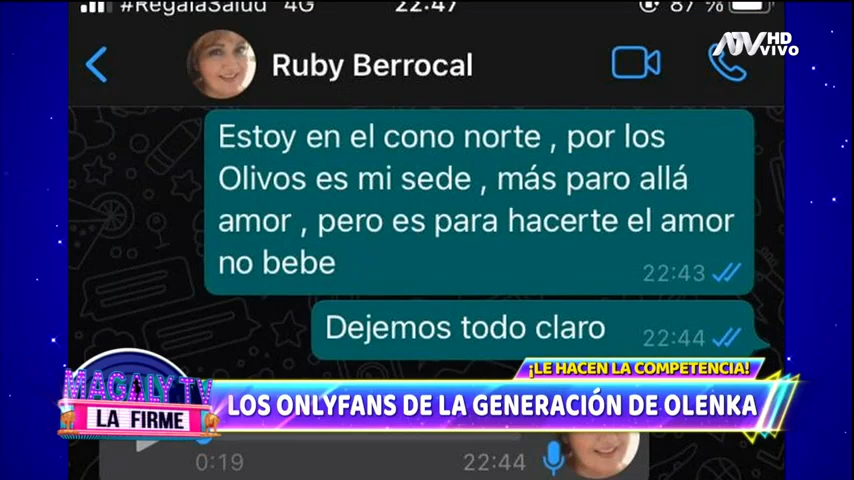 #RegalaSalud 4G
22:47
87 %
Ruby Berrocal
ATV HD
VIVO
Estoy en el cono norte , por los
Olivos es mi sede , más paro allá
amor , pero es para hacerte el amor
no bebe
22:43
Dejemos todo claro
22:44
¡LE HACEN LA COMPETENCIA!
MAGALY TV
LA FIRME
LOS ONLYFANS DE LA GENERACIÓN DE OLENKA
0:19
22:44